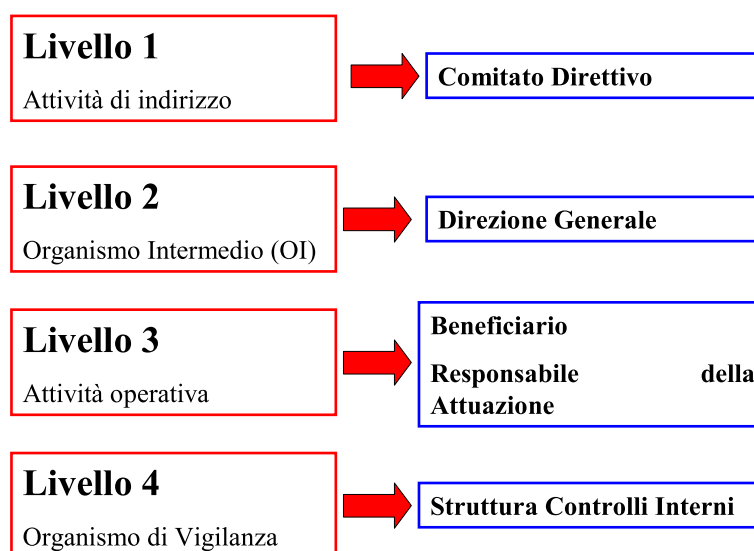 Livello 1
Attività di indirizzo
Comitato Direttivo
Livello 2
Organismo Intermedio (OI)
Direzione Generale
Livello 3
Attività operativa
Beneficiario
Responsabile della
Attuazione
Livello 4
Organismo di Vigilanza
Struttura Controlli Interni